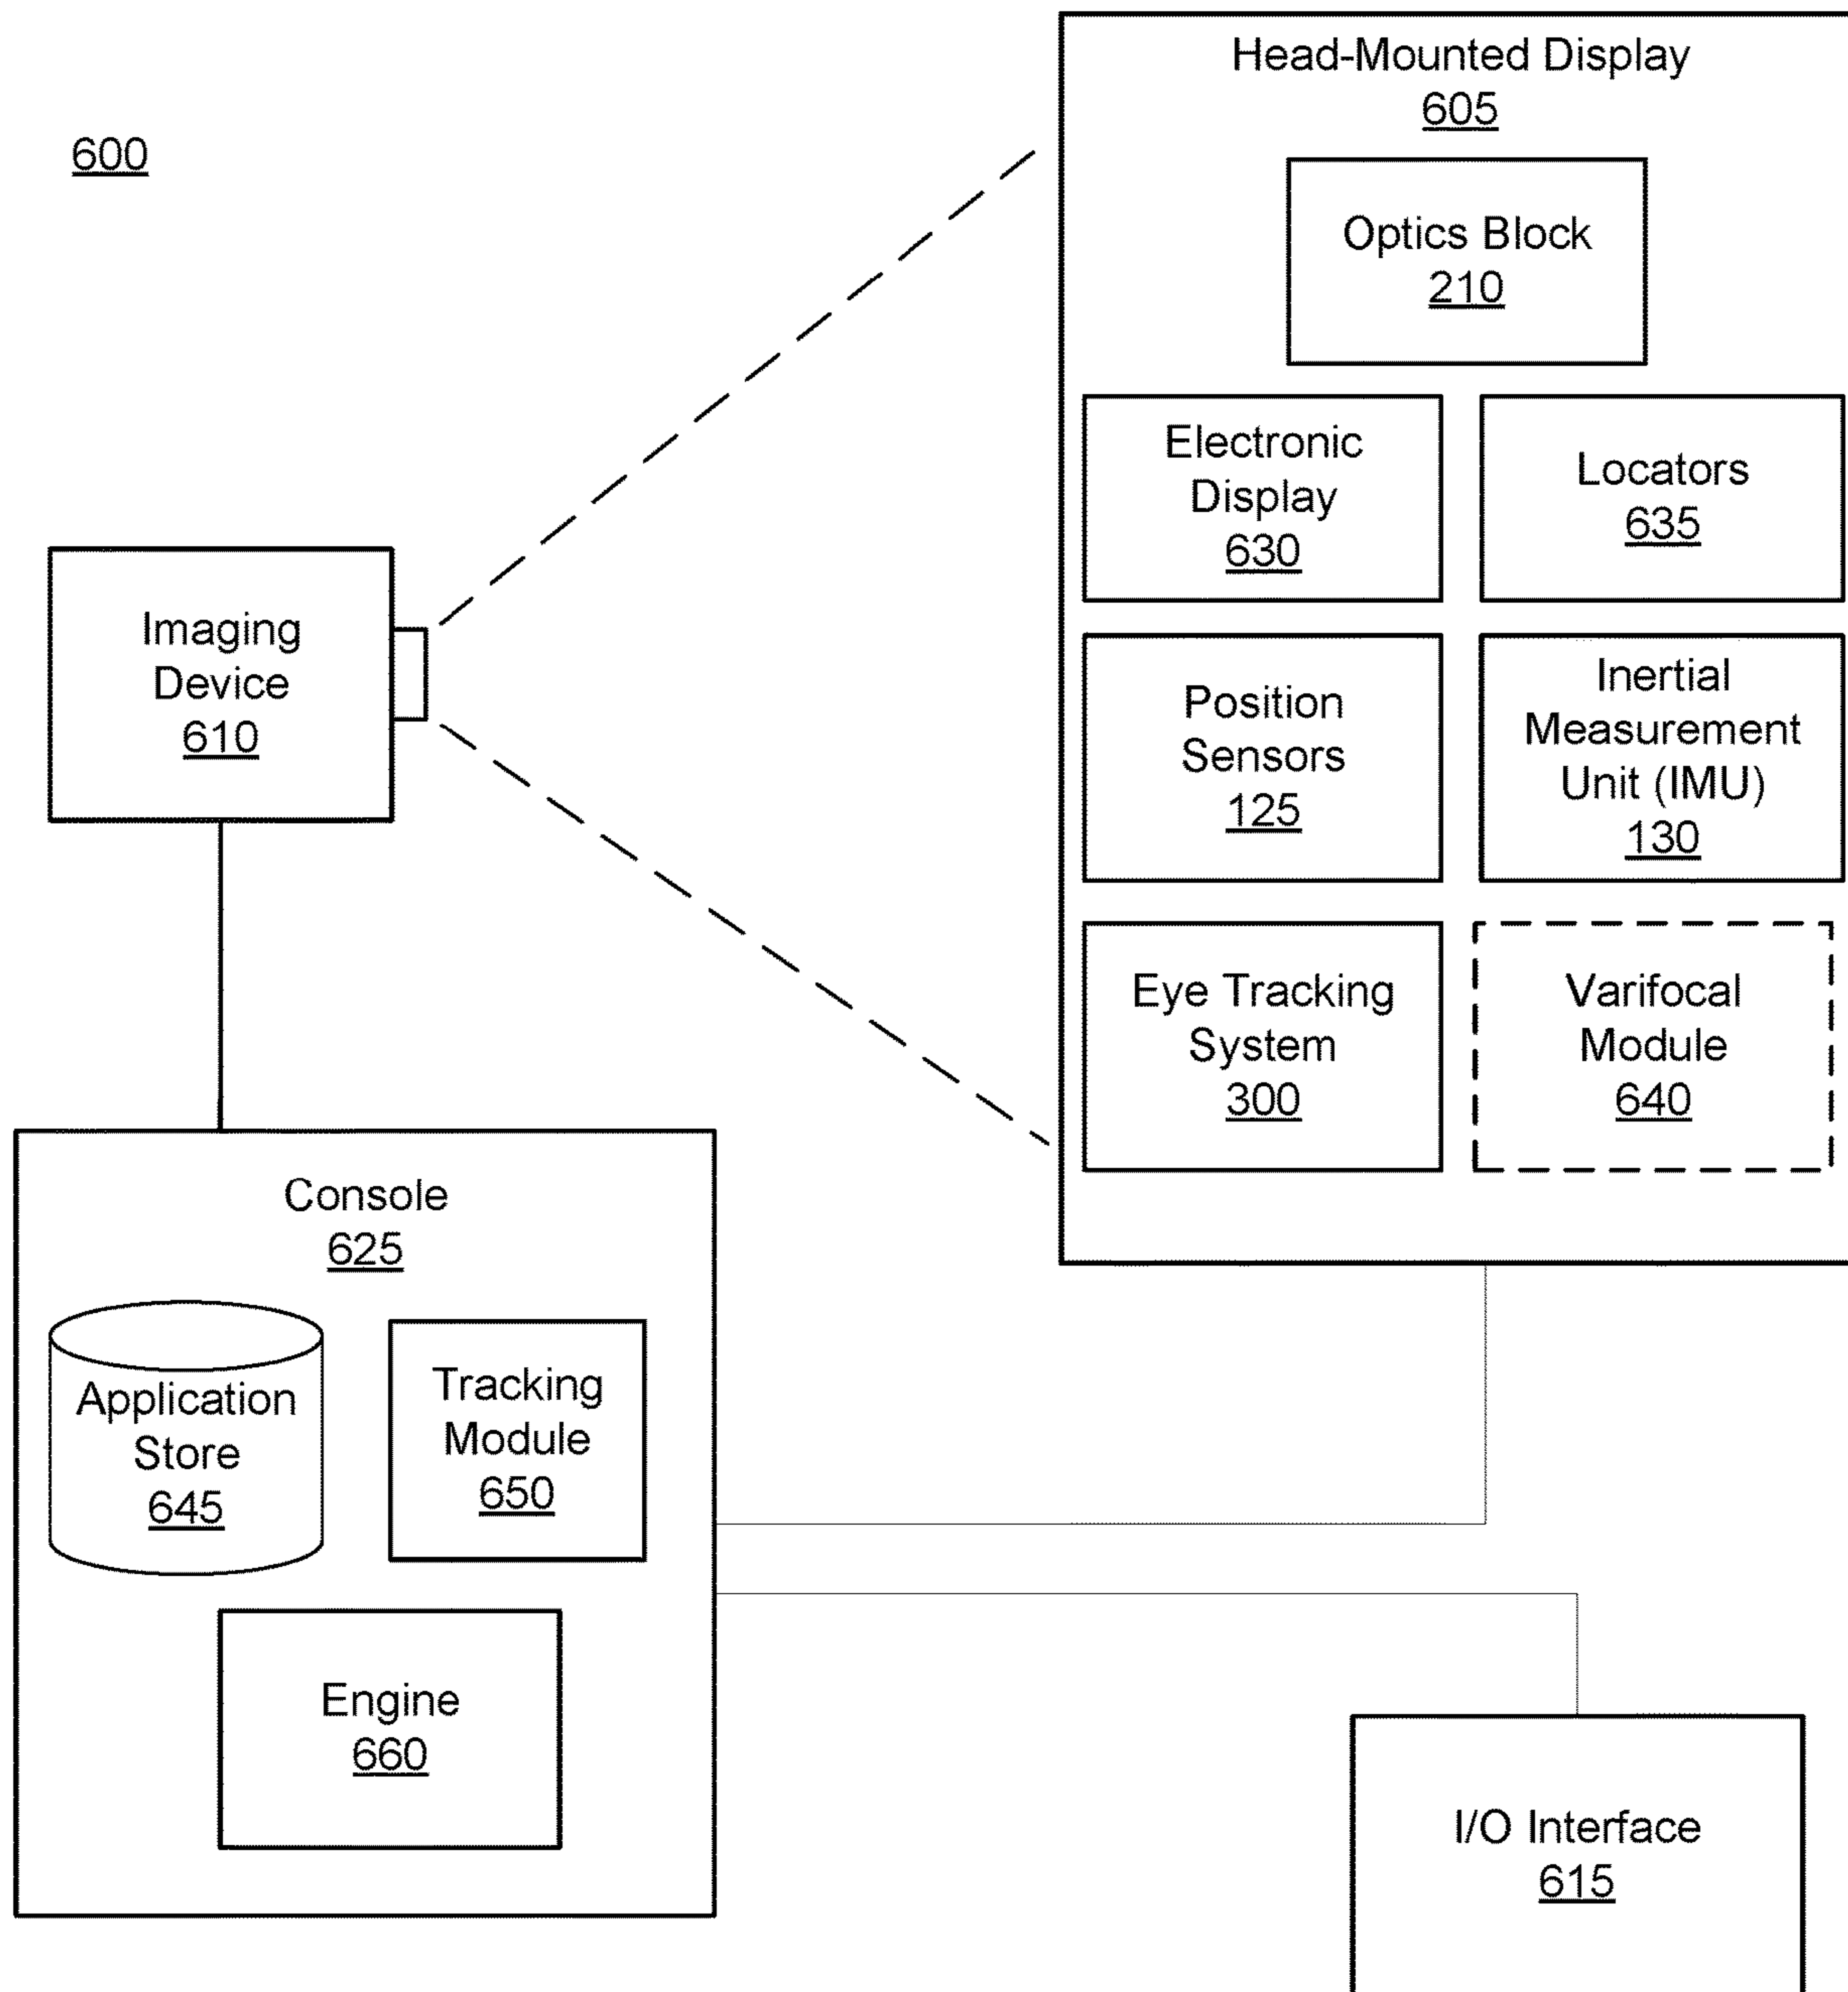 600
Head-Mounted Display
605
Optics Block
210
Electronic
Display
630
Locators
635
Imaging
Device
610
Position
Sensors
125
Inertial
Measurement
Unit (IMU)
130
Eye Tracking
System
300
Varifocal
Module
640
Console
625
Application
Store
645
Tracking
Module
650
Engine
660
I/O Interface
615